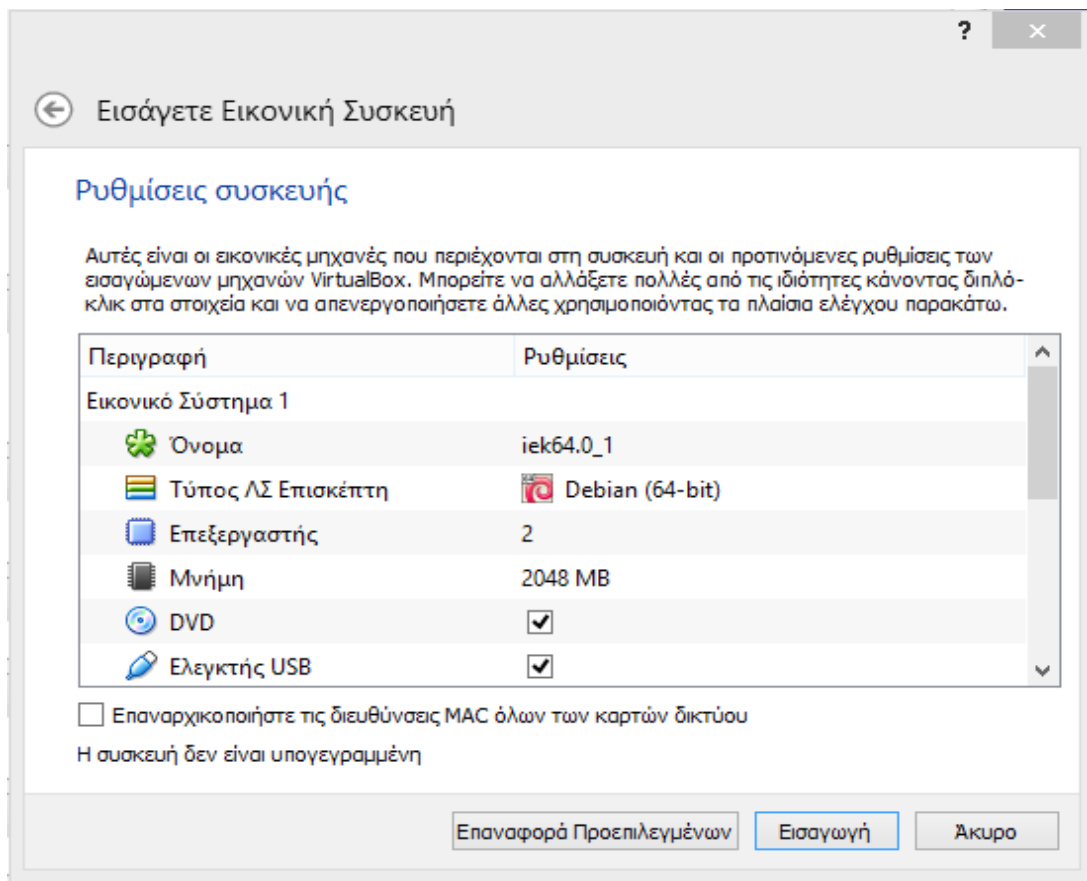 ?
Εισάγετε Εικονική Συσκευή
Ρυθμίσεις συσκευής
Αυτές είναι οι εικονικές μηχανές που περιέχονται στη συσκευή και οι προτινόμενες ρυθμίσεις των
εισαγώμενων μηχανών VirtualBox. Μπορείτε να αλλάξετε πολλές από τις ιδιότητες κάνοντας διπλό-
κλικ στα στοιχεία και να απενεργοποιήσετε άλλες χρησιμοποιόντας τα πλαίσια ελέγχου παρακάτω.
Περιγραφή Ρυθμίσεις
Εικονικό Σύστημα 1
Όνομα iek64.0_1
Τύπος ΛΣ Επισκέπτη Debian (64-bit)
Επεξεργαστής 2
Μνήμη 2048 MB
DVD
Ελεγκτής USB
Επαναρχικοποιήστε τις διευθύνσεις MAC όλων των καρτών δικτύου
Η συσκευή δεν είναι υπογεγραμμένη
Επαναφορά Προεπιλεγμένων Εισαγωγή Άκυρο